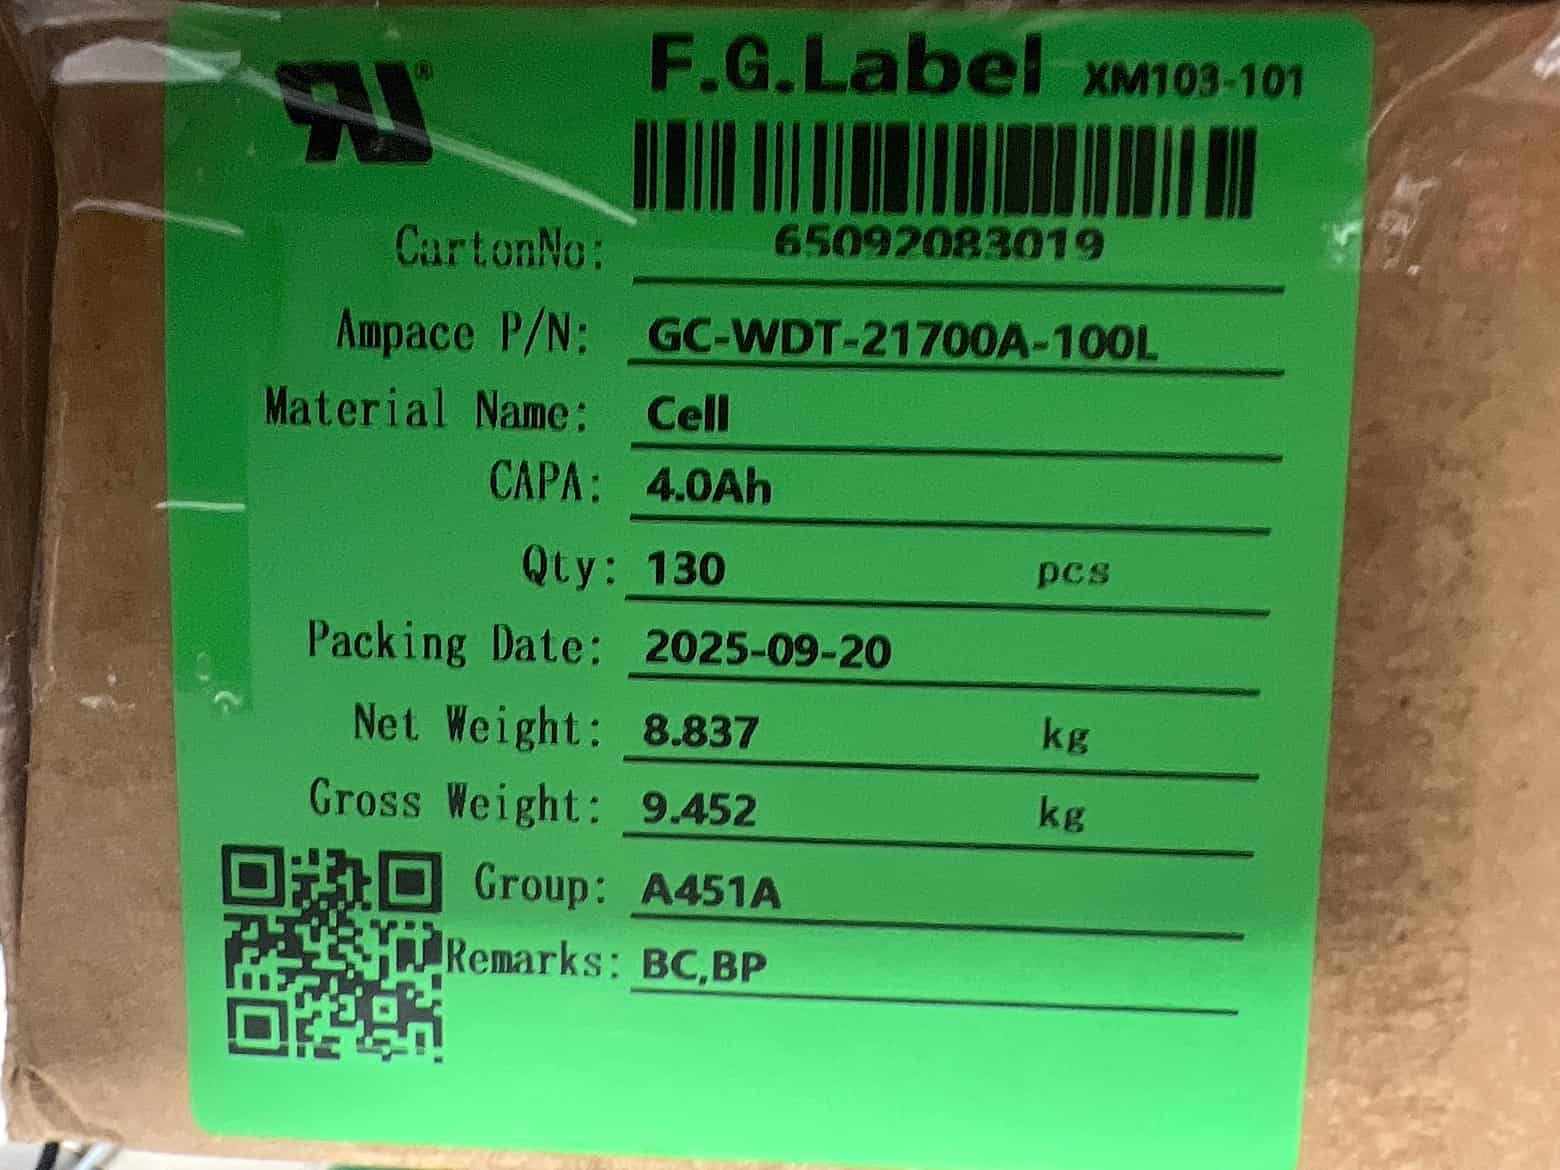 RU®
F.G.Label XM103-101
CartonNo: 65092083019
Ampace P/N: GC-WDT-21700A-100L
Material Name: Cell
CAPA: 4.0Ah
Qty: 130 pcs
Packing Date: 2025-09-20
Net Weight: 8.837 kg
Gross Weight: 9.452 kg
Group: A451A
Remarks: BC,BP